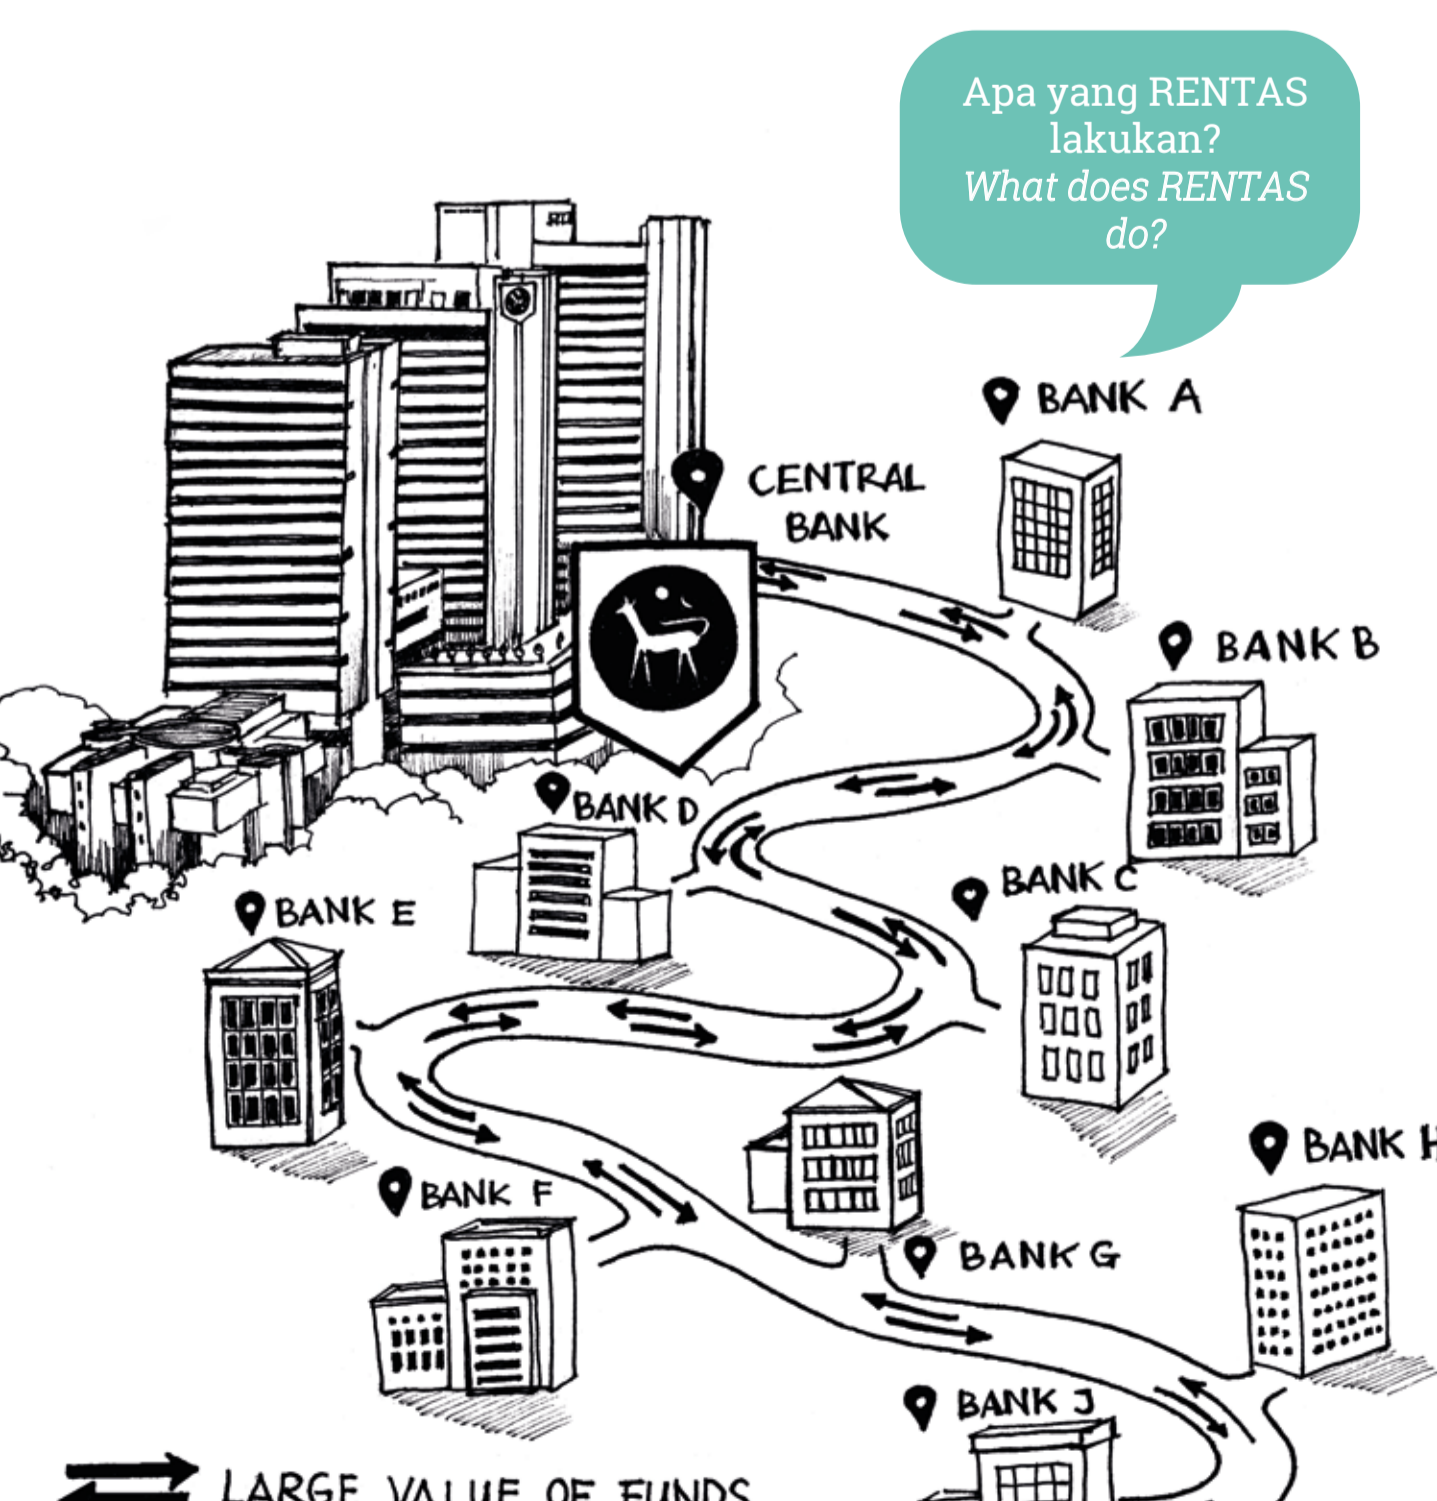 Apa yang RENTAS
lakukan?
What does RENTAS
do?
BANK A
CENTRAL
BANK
BANK B
BANK D
BANK C
BANK E
BANK H
BANK F
BANK G
BANK J
LARGE VALUE OF FUNDS